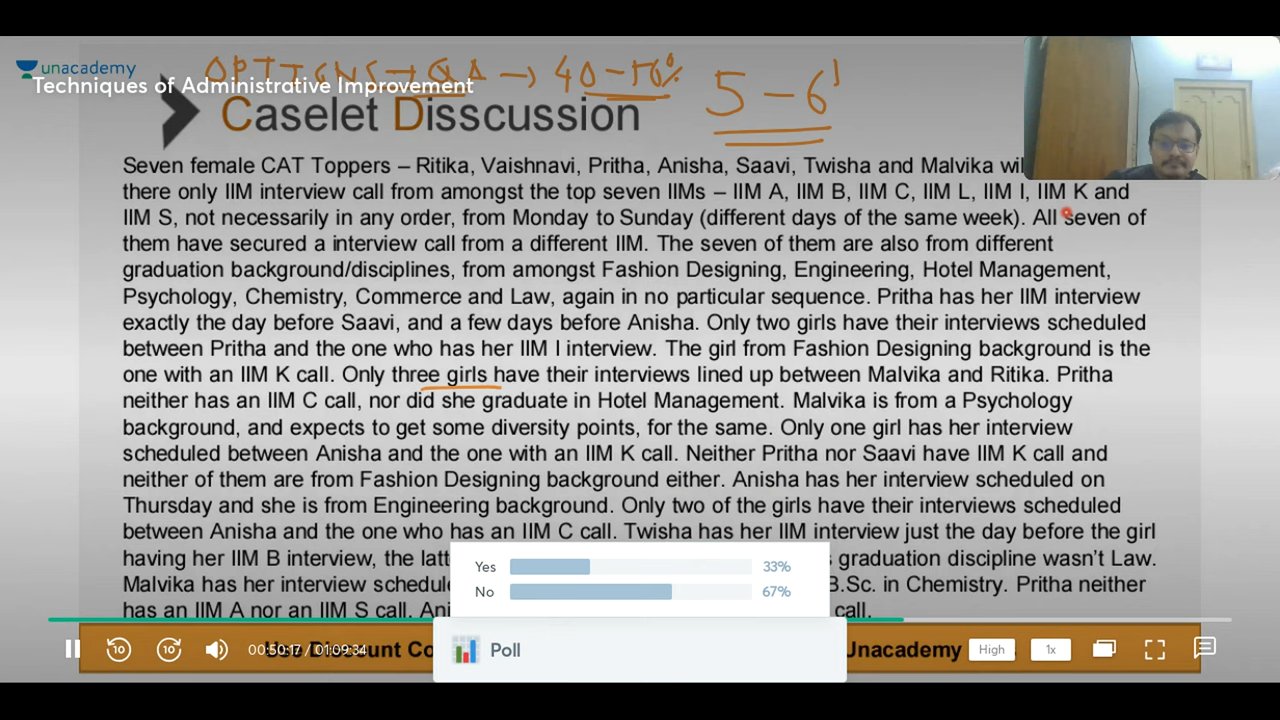 unacademy
OPTIONS → QA → 40-50%
5-6'
Techniques of Administrative Improvement
Caselet Disscussion
Seven female CAT Toppers – Ritika, Vaishnavi, Pritha, Anisha, Saavi, Twisha and Malvika
there only IIM interview call from amongst the top seven IIMs – IIM A, IIM B, IIM C, IIM L, IIM I, IIM K and
IIM S, not necessarily in any order, from Monday to Sunday (different days of the same week). All seven of
them have secured a interview call from a different IIM. The seven of them are also from different
graduation background/disciplines, from amongst Fashion Designing, Engineering, Hotel Management,
Psychology, Chemistry, Commerce and Law, again in no particular sequence. Pritha has her IIM interview
exactly the day before Saavi, and a few days before Anisha. Only two girls have their interviews scheduled
between Pritha and the one who has her IIM I interview. The girl from Fashion Designing background is the
one with an IIM K call. Only three girls have their interviews lined up between Malvika and Ritika. Pritha
neither has an IIM C call, nor did she graduate in Hotel Management. Malvika is from a Psychology
background, and expects to get some diversity points, for the same. Only one girl has her interview
scheduled between Anisha and the one with an IIM K call. Neither Pritha nor Saavi have IIM K call and
neither of them are from Fashion Designing background either. Anisha has her interview scheduled on
Thursday and she is from Engineering background. Only two of the girls have their interviews scheduled
between Anisha and the one who has an IIM C call. Twisha has her IIM interview just the day before the girl
having her IIM B interview, the graduation discipline wasn't Law.
Malvika has her interview B.Sc. in Chemistry. Pritha neither
has an IIM A nor an IIM S call. call.
Yes 33%
No 67%
Poll
00:50:17 / 01:09:34
Use Discount Unacademy
10
10
High
1x